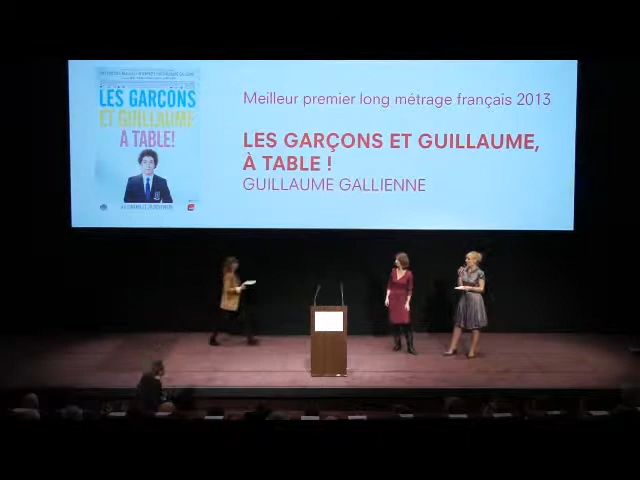 LES GARÇONS
ET GUILLAUME
À TABLE!
Meilleur premier long métrage français 2013
LES GARÇONS ET GUILLAUME,
À TABLE !
GUILLAUME GALLIENNE